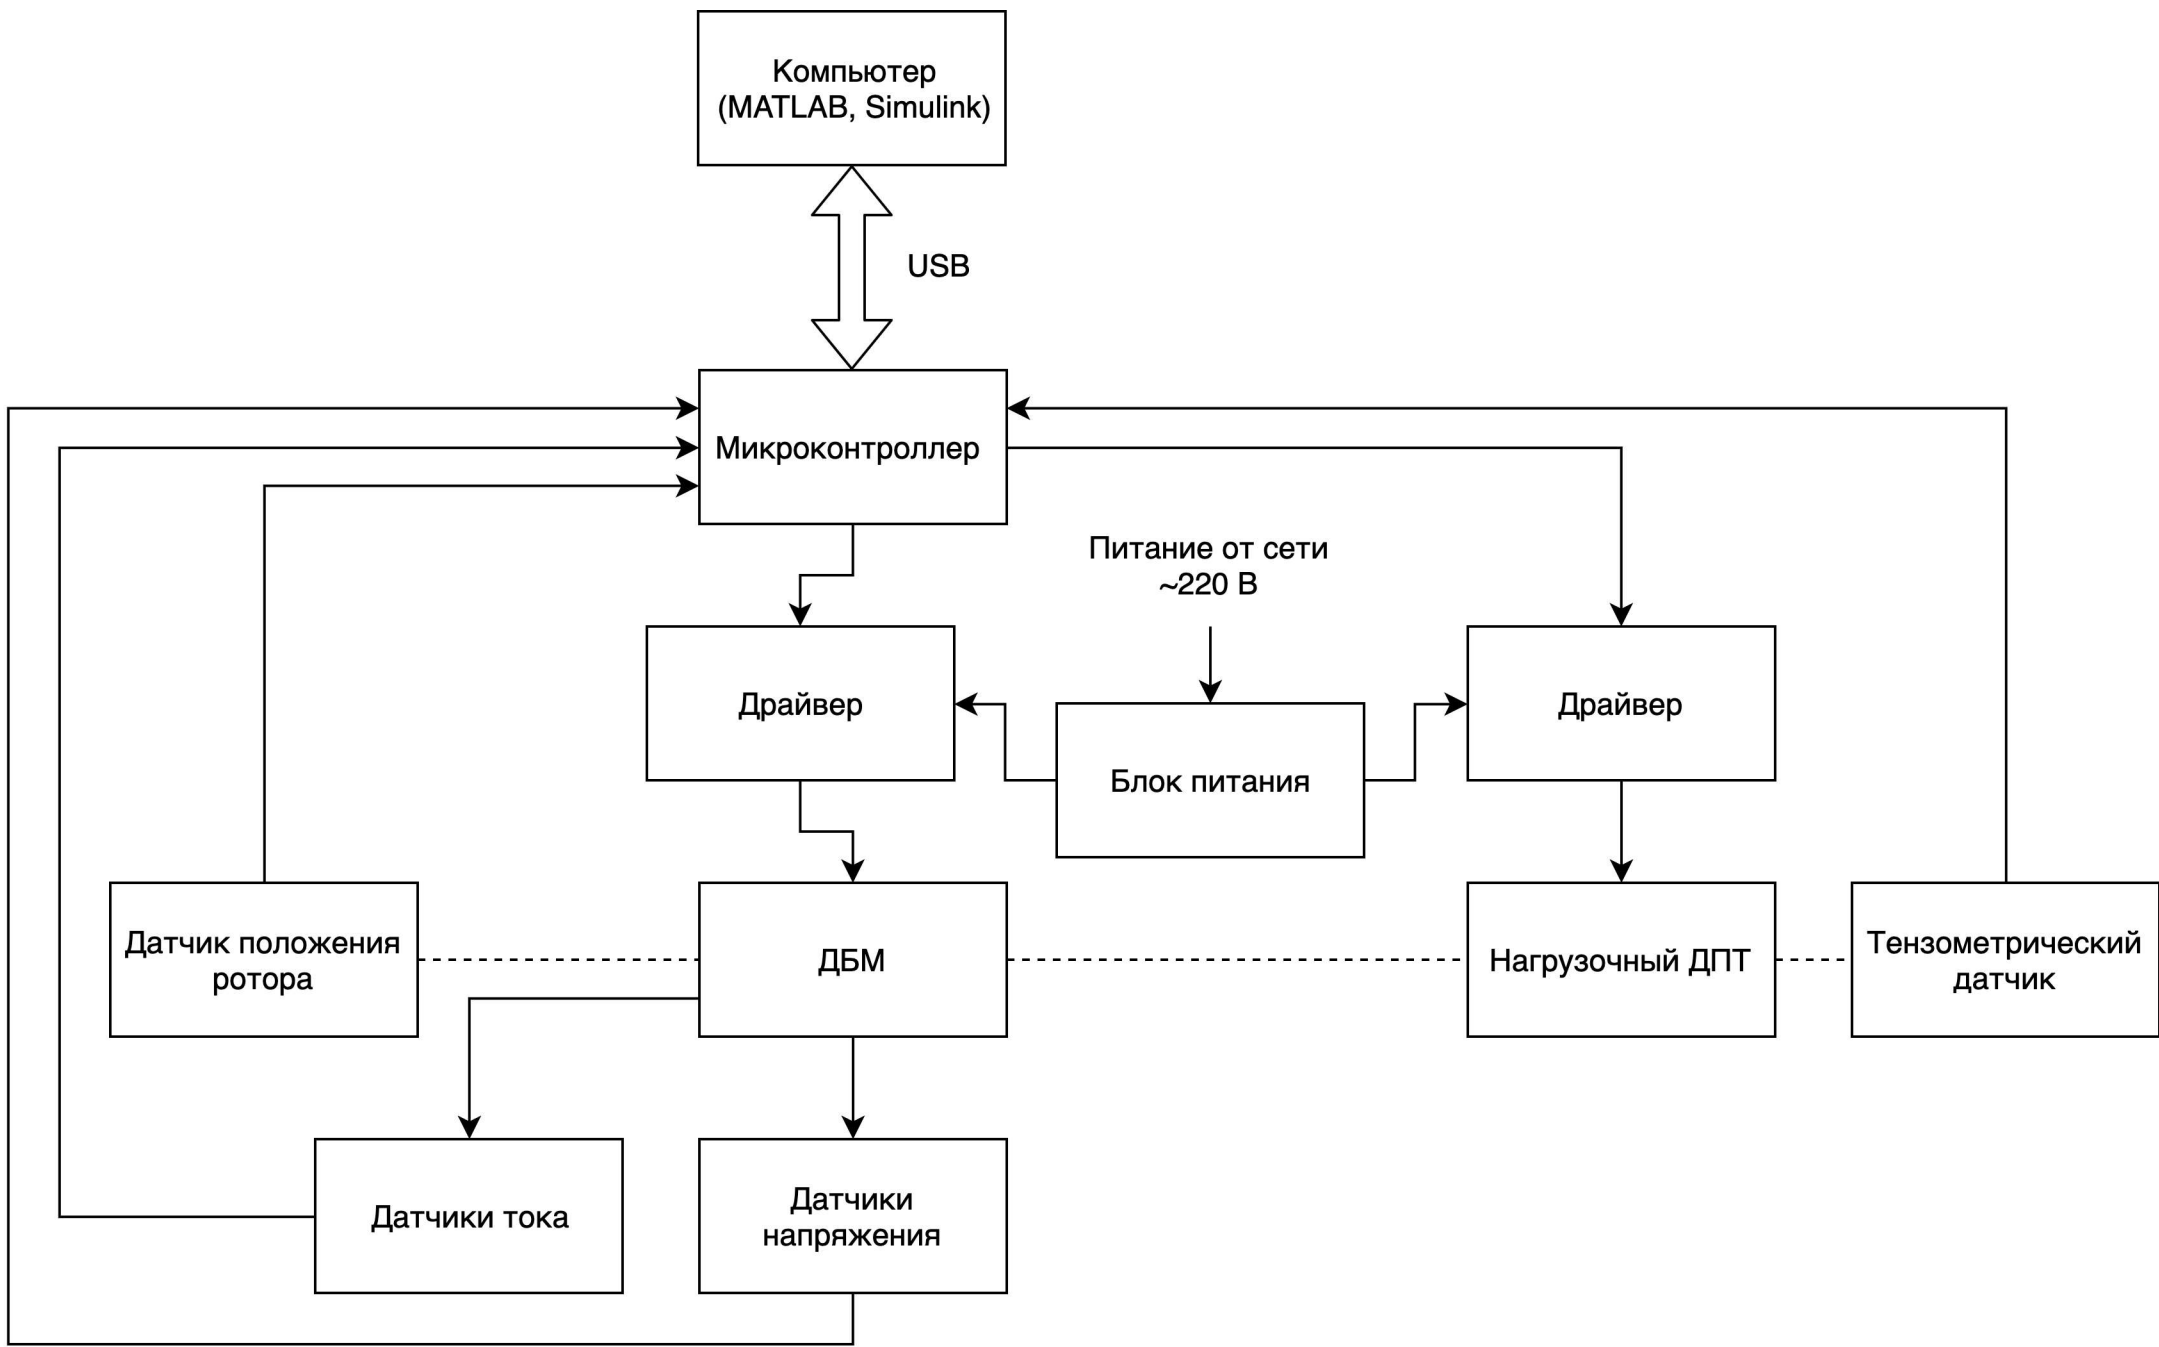 Компьютер
(MATLAB, Simulink)
USB
Микроконтроллер
Питание от сети
~220 В
Драйвер
Драйвер
Блок питания
Датчик положения
ротора
ДБМ
Нагрузочный ДПТ
Тензометрический
датчик
Датчики тока
Датчики
напряжения